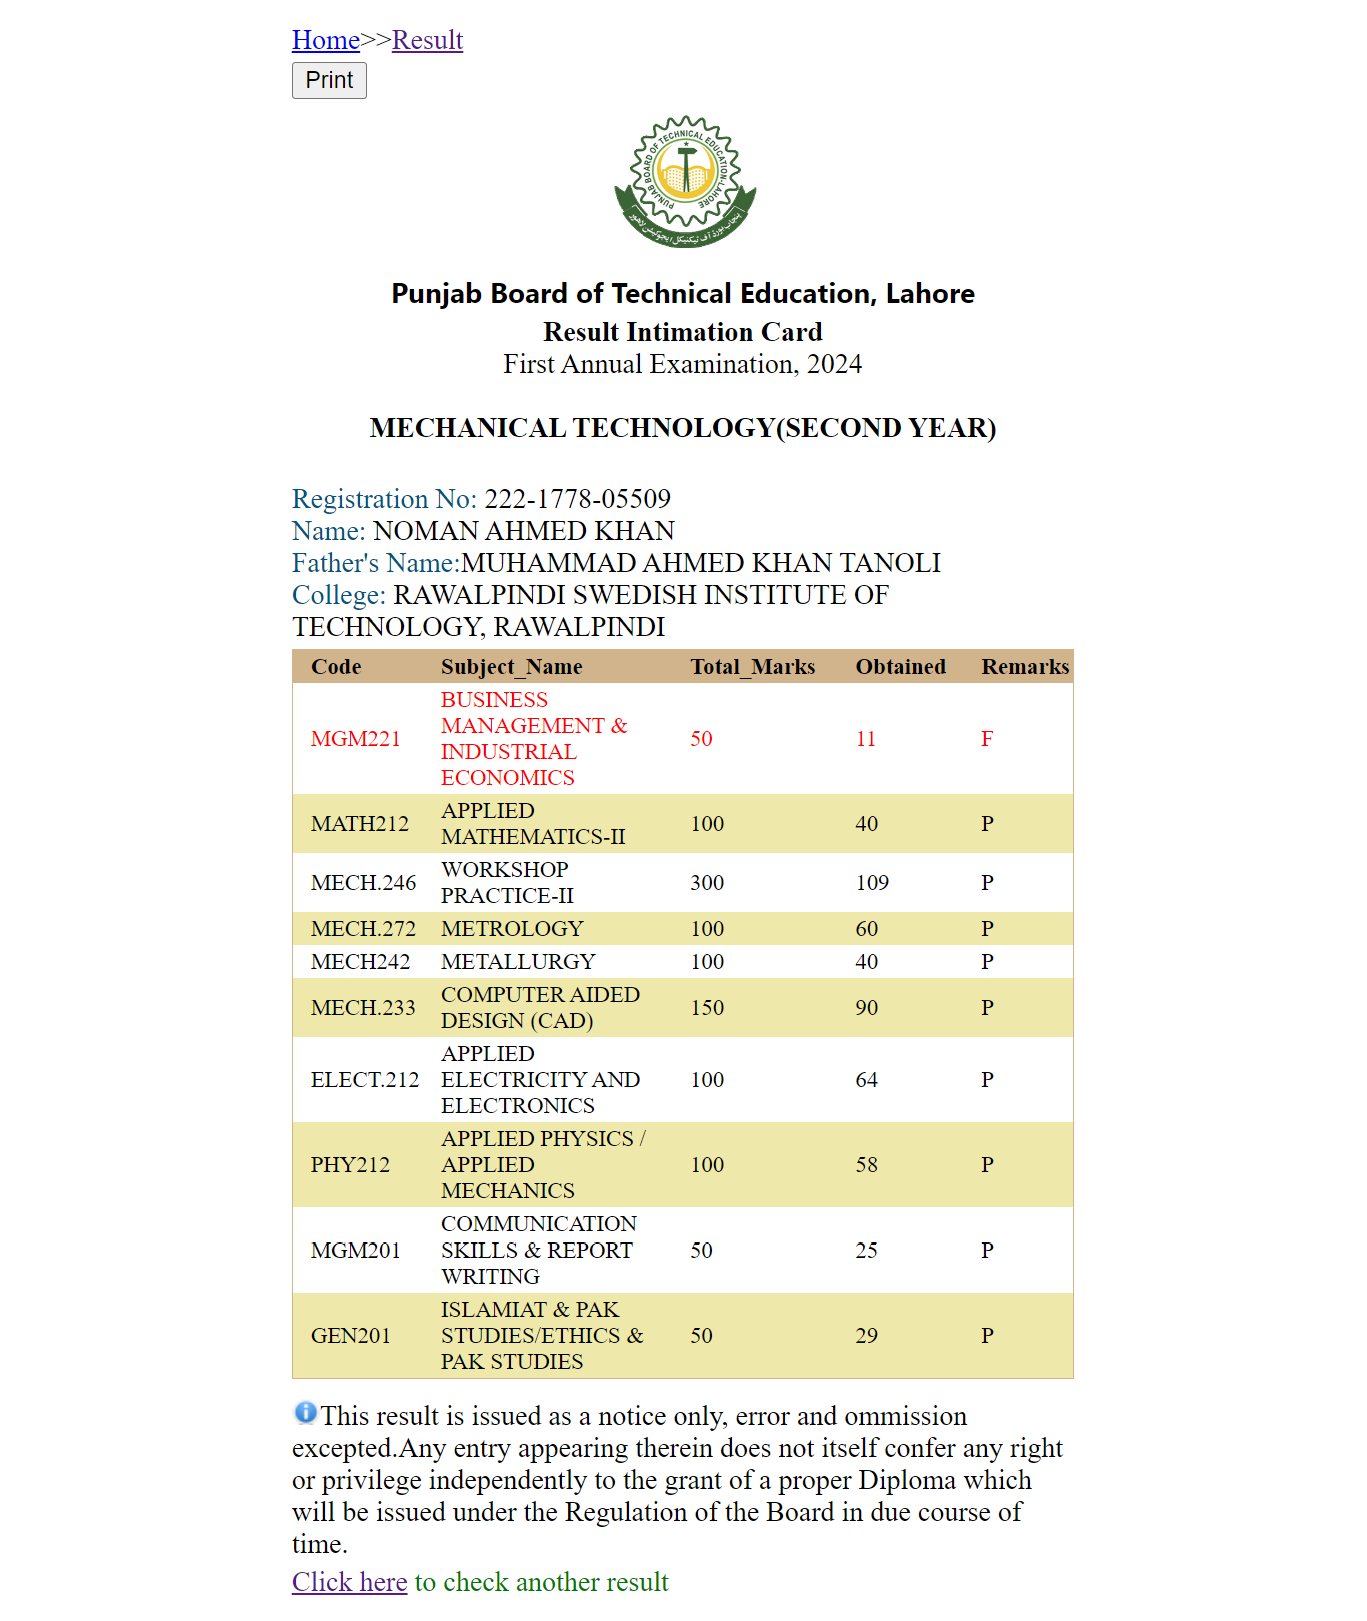 Home>>Result
Print
PUNJAB BOARD OF TECHNICAL EDUCATION-LAHORE
پنجاب بورڈ آف ٹیکنیکل ایجوکیشن لاہور
Punjab Board of Technical Education, Lahore
Result Intimation Card
First Annual Examination, 2024
MECHANICAL TECHNOLOGY(SECOND YEAR)
Registration No: 222-1778-05509
Name: NOMAN AHMED KHAN
Father's Name:MUHAMMAD AHMED KHAN TANOLI
College: RAWALPINDI SWEDISH INSTITUTE OF
TECHNOLOGY, RAWALPINDI
Code Subject_Name Total_Marks Obtained Remarks
MGM221 BUSINESS MANAGEMENT & INDUSTRIAL ECONOMICS 50 11 F
MATH212 APPLIED MATHEMATICS-II 100 40 P
MECH.246 WORKSHOP PRACTICE-II 300 109 P
MECH.272 METROLOGY 100 60 P
MECH242 METALLURGY 100 40 P
MECH.233 COMPUTER AIDED DESIGN (CAD) 150 90 P
ELECT.212 APPLIED ELECTRICITY AND ELECTRONICS 100 64 P
PHY212 APPLIED PHYSICS / APPLIED MECHANICS 100 58 P
MGM201 COMMUNICATION SKILLS & REPORT WRITING 50 25 P
GEN201 ISLAMIAT & PAK STUDIES/ETHICS & PAK STUDIES 50 29 P
This result is issued as a notice only, error and ommission
excepted.Any entry appearing therein does not itself confer any right
or privilege independently to the grant of a proper Diploma which
will be issued under the Regulation of the Board in due course of
time.
Click here to check another result